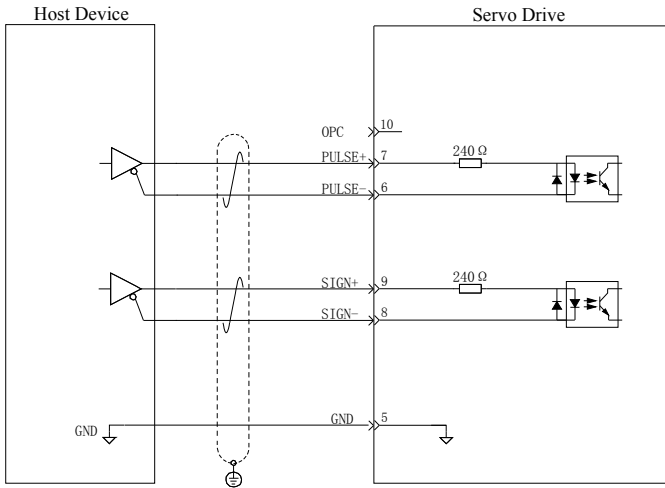 Host Device
Servo Drive
OPC 10
PULSE+ 7 240Ω
PULSE- 6
SIGN+ 9 240Ω
SIGN- 8
GND GND 5